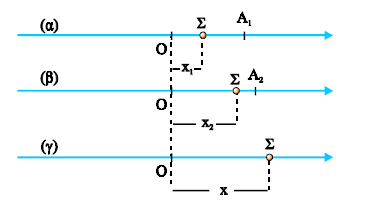 (α) Σ A₁
O x₁
(β) Σ A₂
O x₂
(γ) Σ
O x